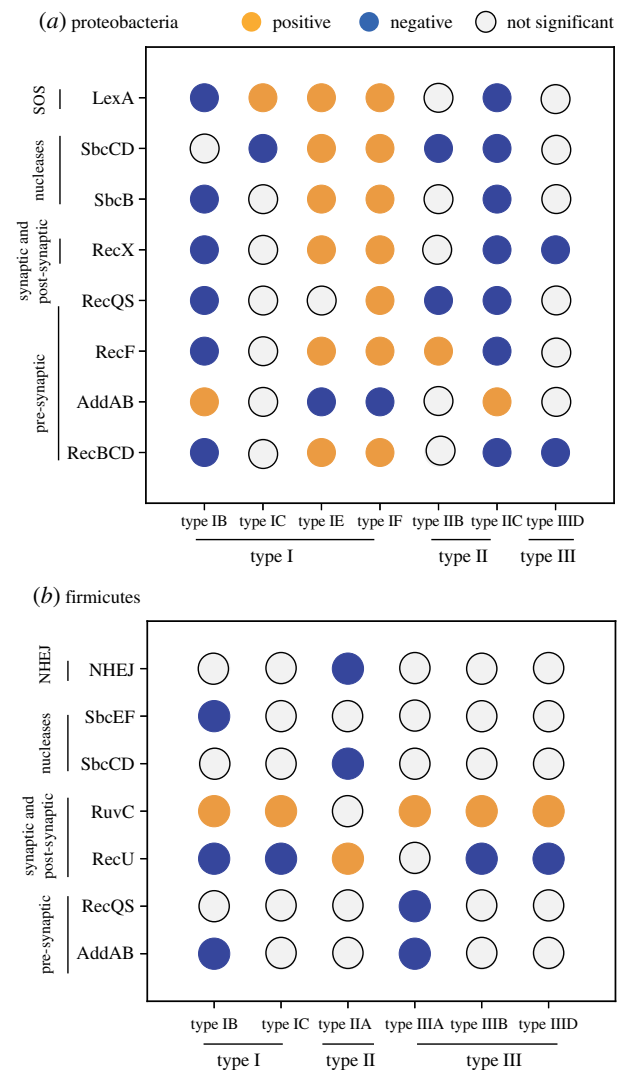 (a) proteobacteria positive negative not significant
SOS
LexA
nucleases
SbcCD
SbcB
synaptic and
post-synaptic
RecX
pre-synaptic
RecQS
RecF
AddAB
RecBCD
type IB type IC type IE type IF type IIB type IIC type IIID
type I type II type III
(b) firmicutes
NHEJ
NHEJ
nucleases
SbcEF
SbcCD
synaptic and
post-synaptic
RuvC
RecU
pre-synaptic
RecQS
AddAB
type IB type IC type IIA type IIIA type IIIB type IIID
type I type II type III